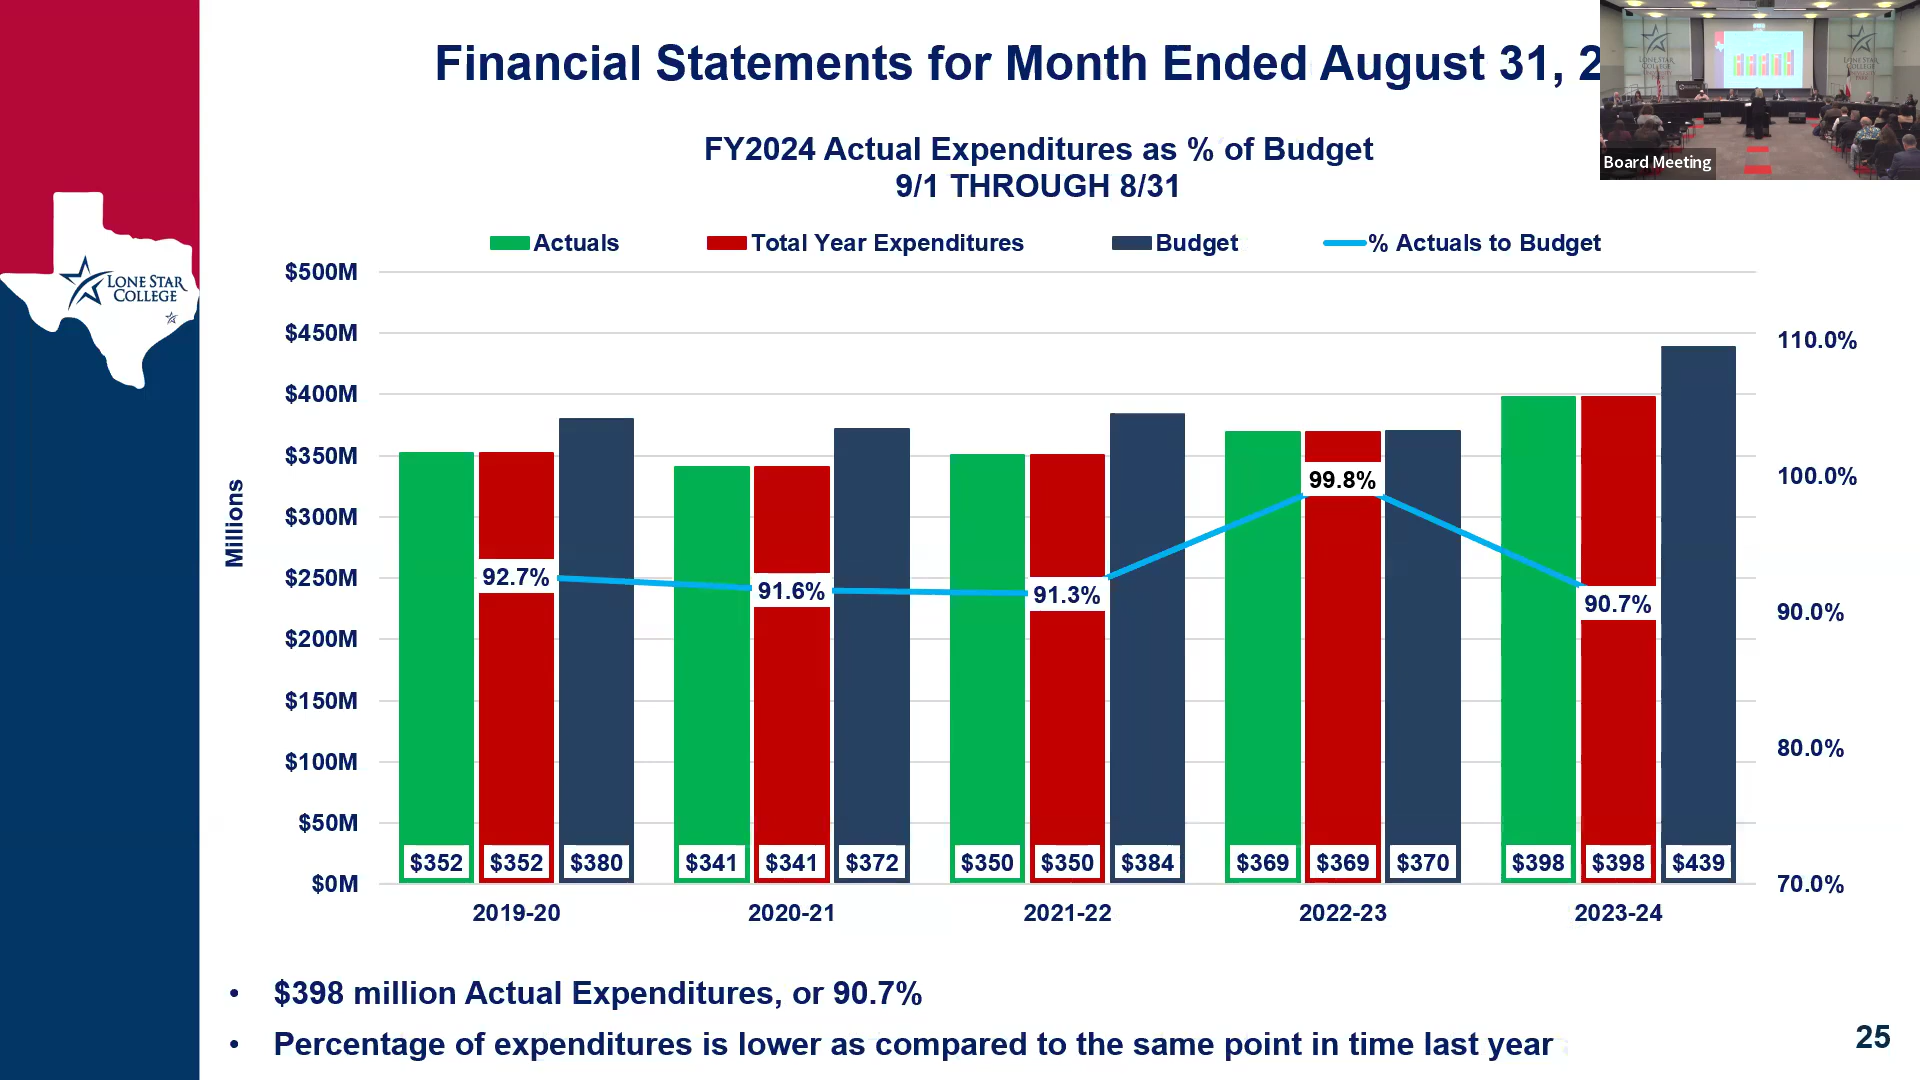 Financial Statements for Month Ended August 31, 2
Board Meeting
FY2024 Actual Expenditures as % of Budget
9/1 THROUGH 8/31
Actuals
Total Year Expenditures
Budget
% Actuals to Budget
LONE STAR
COLLEGE
Millions
$500M
$450M
$400M
$350M
$300M
$250M
$200M
$150M
$100M
$50M
$0M
110.0%
100.0%
90.0%
80.0%
70.0%
92.7%
91.6%
91.3%
99.8%
90.7%
$352 $352 $380
$341 $341 $372
$350 $350 $384
$369 $369 $370
$398 $398 $439
2019-20
2020-21
2021-22
2022-23
2023-24
• $398 million Actual Expenditures, or 90.7%
• Percentage of expenditures is lower as compared to the same point in time last year
25